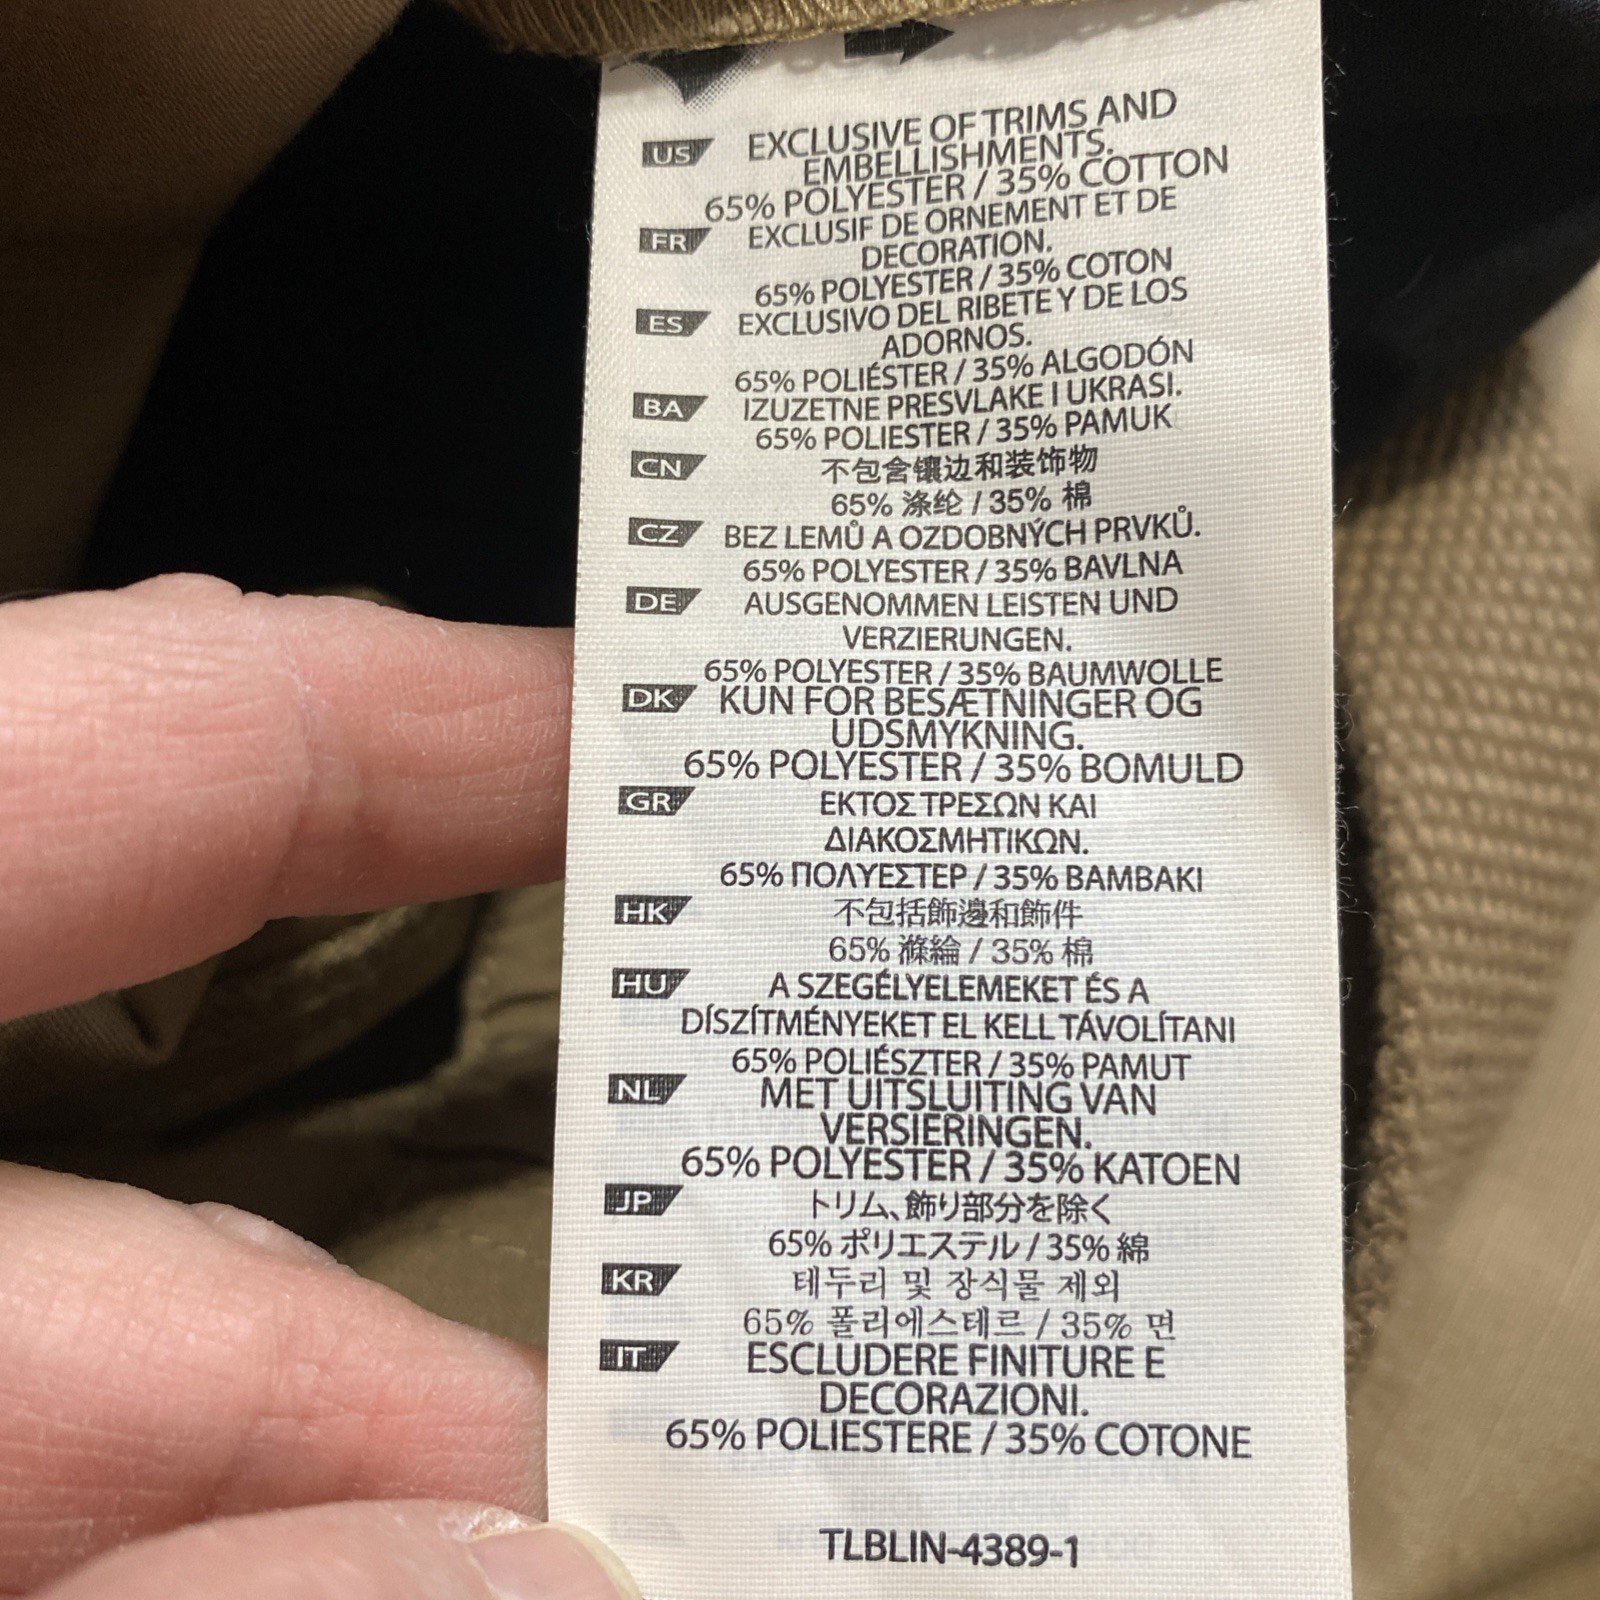 US EXCLUSIVE OF TRIMS AND
EMBELLISHMENTS.
65% POLYESTER / 35% COTTON
FR EXCLUSIF DE ORNEMENT ET DE
DECORATION.
65% POLYESTER / 35% COTON
ES EXCLUSIVO DEL RIBETE Y DE LOS
ADORNOS.
65% POLIÉSTER / 35% ALGODÓN
BA IZUZETNE PRESVLAKE I UKRASI.
65% POLIESTER / 35% PAMUK
CN 不包含镶边和装饰物
65% 涤纶 / 35% 棉
CZ BEZ LEMŮ A OZDOBNÝCH PRVKŮ.
65% POLYESTER / 35% BAVLNA
DE AUSGENOMMEN LEISTEN UND
VERZIERUNGEN.
65% POLYESTER / 35% BAUMWOLLE
DK KUN FOR BESÆTNINGER OG
UDSMYKNING.
65% POLYESTER / 35% BOMULD
GR ΕΚΤΟΣ ΤΡΕΣΩΝ ΚΑΙ
ΔΙΑΚΟΣΜΗΤΙΚΩΝ.
65% ΠΟΛΥΕΣΤΕΡ / 35% ΒΑΜΒΑΚΙ
HK 不包括飾邊和飾件
65% 滌綸 / 35% 棉
HU A SZEGÉLYELEMEKET ÉS A
DÍSZÍTMÉNYEKET EL KELL TÁVOLÍTANI
65% POLIÉSZTER / 35% PAMUT
NL MET UITSLUITING VAN
VERSIERINGEN.
65% POLYESTER / 35% KATOEN
JP トリム、飾り部分を除く
65% ポリエステル / 35% 綿
KR 테두리 및 장식물 제외
65% 폴리에스테르 / 35% 면
IT ESCLUDERE FINITURE E
DECORAZIONI.
65% POLIESTERE / 35% COTONE
TLBLIN-4389-1